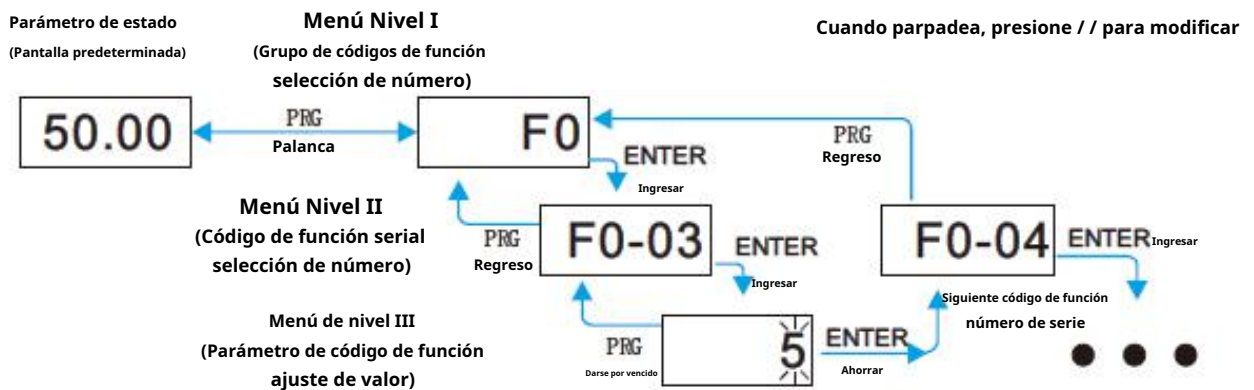 Parámetro de estado
(Pantalla predeterminada)
Menú Nivel I
(Grupo de códigos de función
selección de número)
Cuando parpadea, presione / / para modificar
50.00
PRG
Palanca
F0
ENTER
Ingresar
PRG
Regreso
Menú Nivel II
(Código de función serial
selección de número)
PRG
Regreso
F0-03
ENTER
Ingresar
F0-04
ENTER
Ingresar
Siguiente código de función
número de serie
Menú de nivel III
(Parámetro de código de función
ajuste de valor)
PRG
Darse por vencido
5
ENTER
Ahorrar